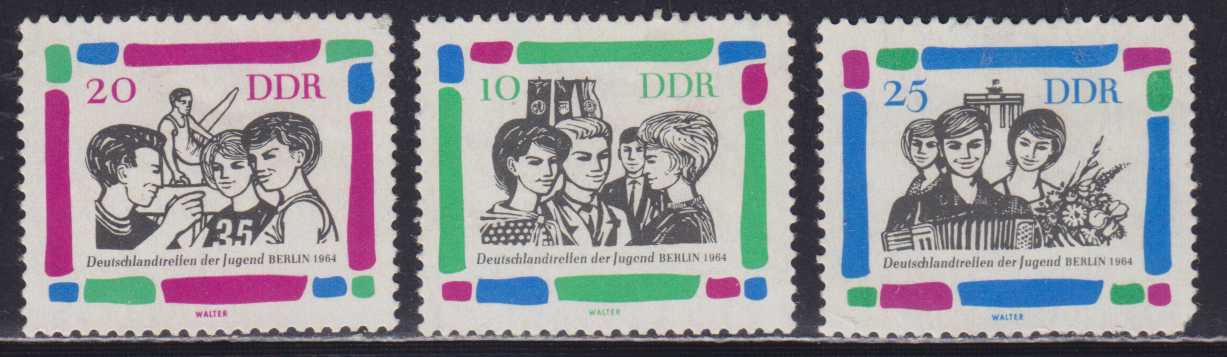 20 DDR
35
Deutschlandtreffen der Jugend BERLIN 1964
WALTER
10 DDR
Deutschlandtreffen der Jugend BERLIN 1964
WALTER
25 DDR
Deutschlandtreffen der Jugend BERLIN 1964
WALTER